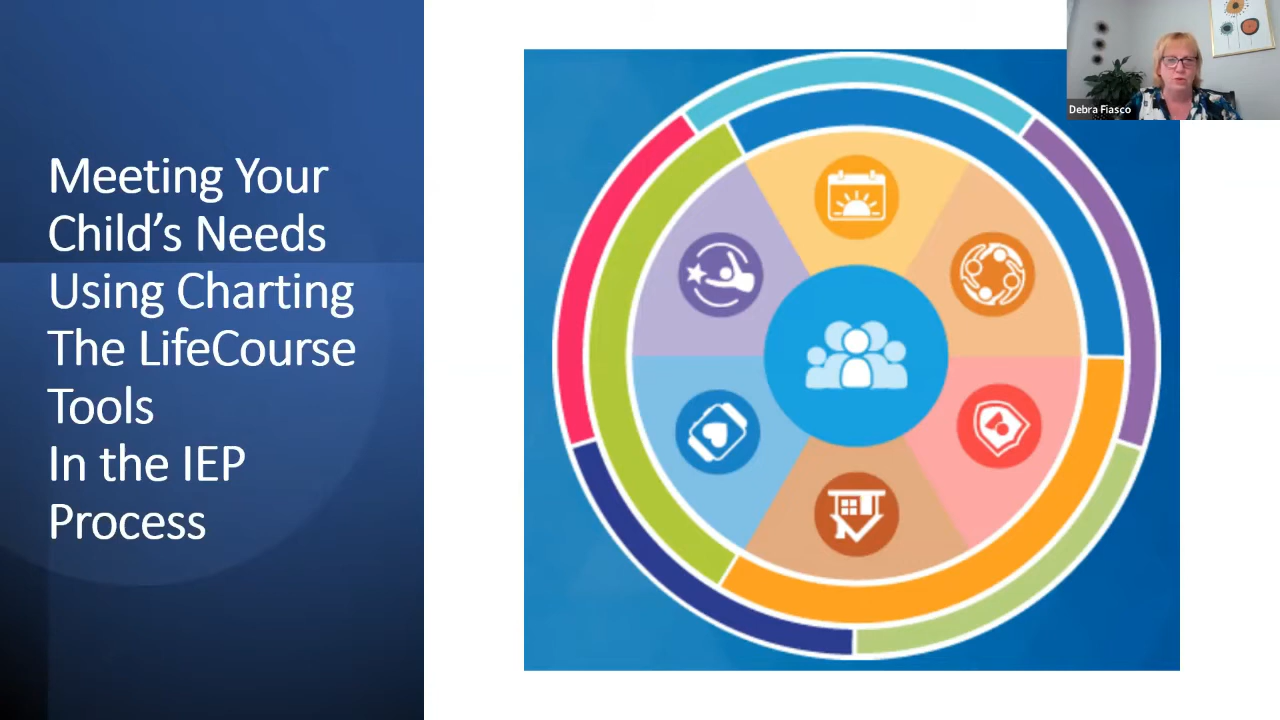 Meeting Your
Child’s Needs
Using Charting
The LifeCourse
Tools
In the IEP
Process
Debra Fiasco